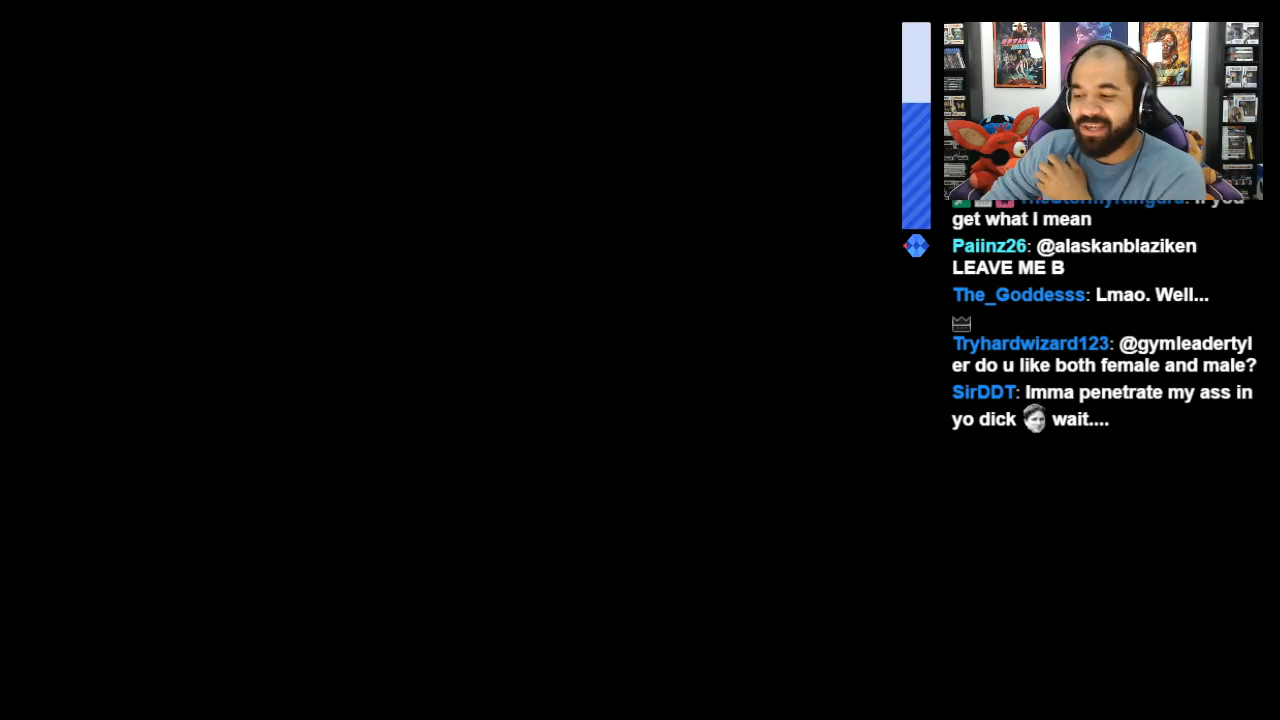 get what I mean
Paiinz26: @alaskanblaziken
LEAVE ME B
The_Goddesss: Lmao. Well...
Tryhardwizard123: @gymleadertyl
er do u like both female and male?
SirDDT: Imma penetrate my ass in
yo dick wait....